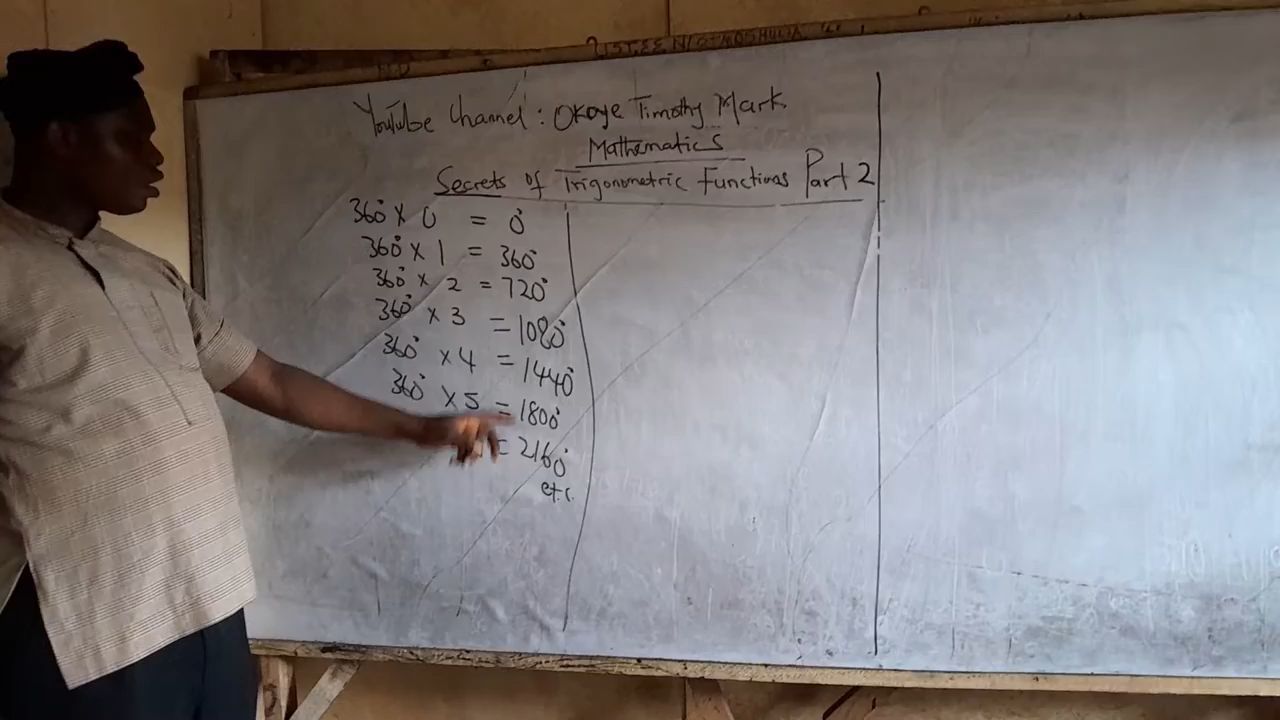 YouTube Channel: Okoye Timothy Mark
Mathematics
Secrets of Trigonometric Functions Part 2
360° × 0 = 0°
360° × 1 = 360°
360° × 2 = 720°
360° × 3 = 1080°
360° × 4 = 1440°
360° × 5 = 1800°
= 2160°
etc.